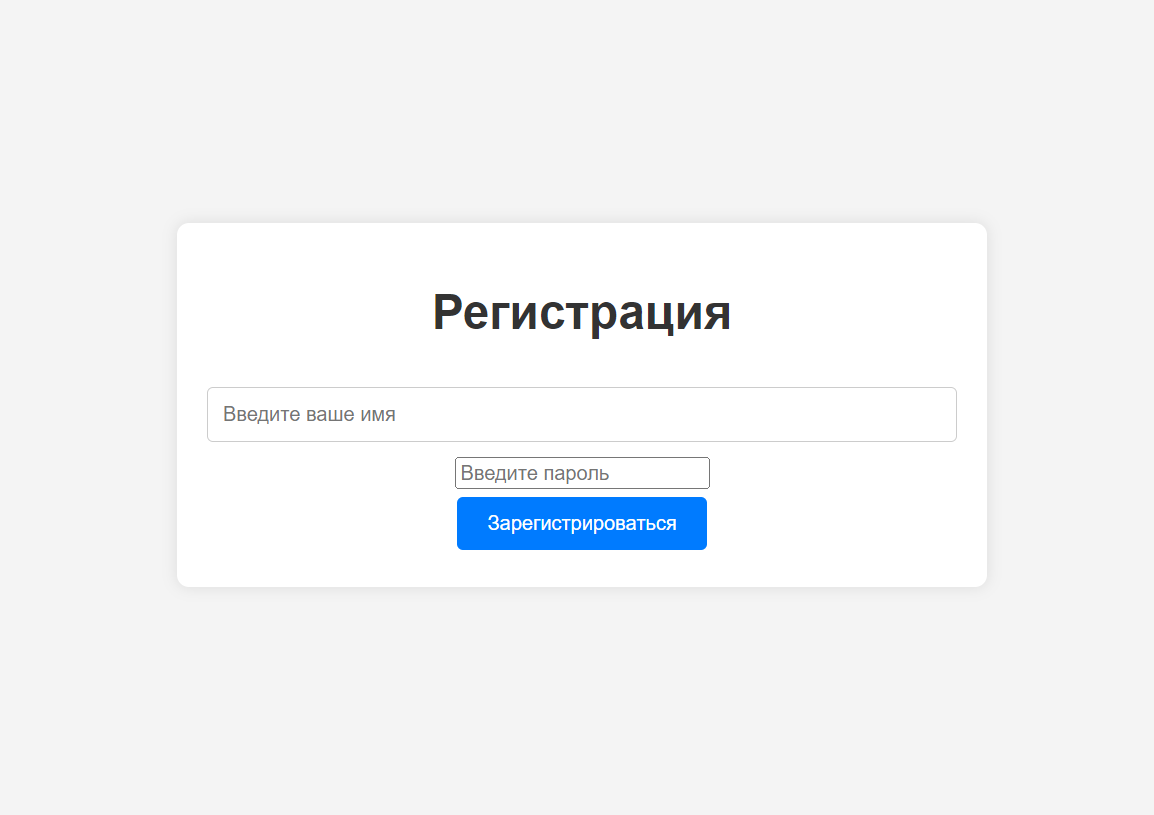 Регистрация
Введите ваше имя
Введите пароль
Зарегистрироваться